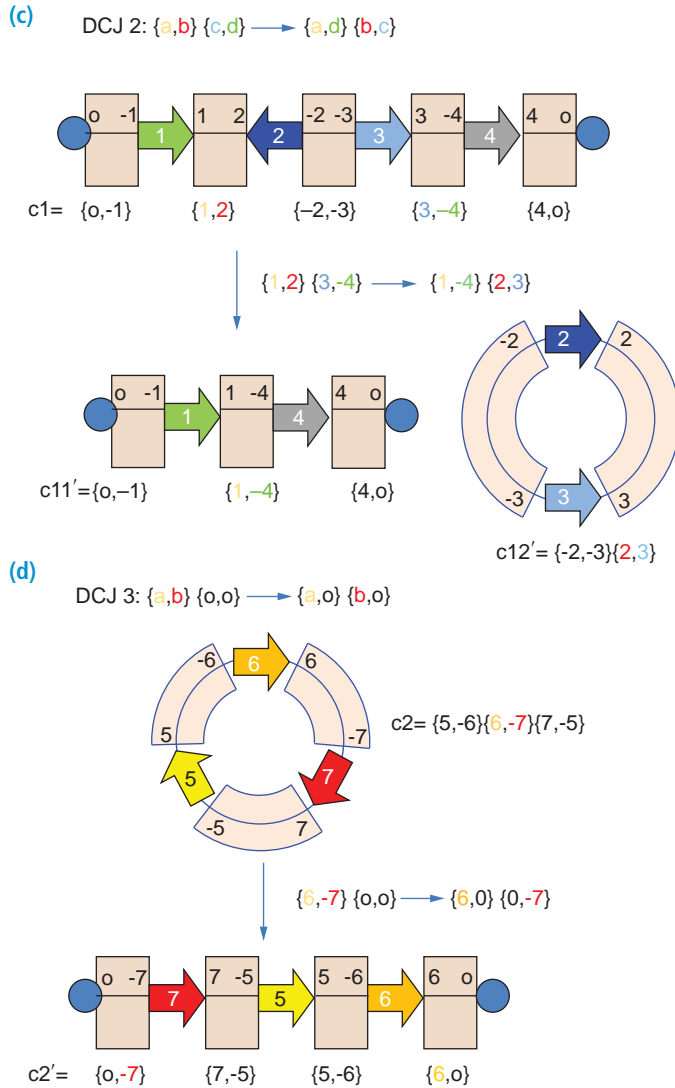 (c)
DCJ 2: {a,b} {c,d} ⟶ {a,d} {b,c}
o -1 1 2 -2 -3 3 -4 4 o
1 2 3 4
c1= {o,-1} {1,2} {–2,-3} {3,–4} {4,o}
{1,2} {3,-4} ⟶ {1,-4} {2,3}
-2 2 2
o -1 1 -4 4 o
1 4
-3 3 3
c11′={o,–1} {1,–4} {4,o}
c12′= {-2,-3}{2,3}
(d)
DCJ 3: {a,b} {o,o} ⟶ {a,o} {b,o}
-6 6 6
c2= {5,-6}{6,-7}{7,-5}
5 -7
5 7
-5 7
{6,-7} {o,o} ⟶ {6,0} {0,-7}
o -7 7 -5 5 -6 6 o
7 5 6
c2′= {o,-7} {7,-5} {5,-6} {6,o}